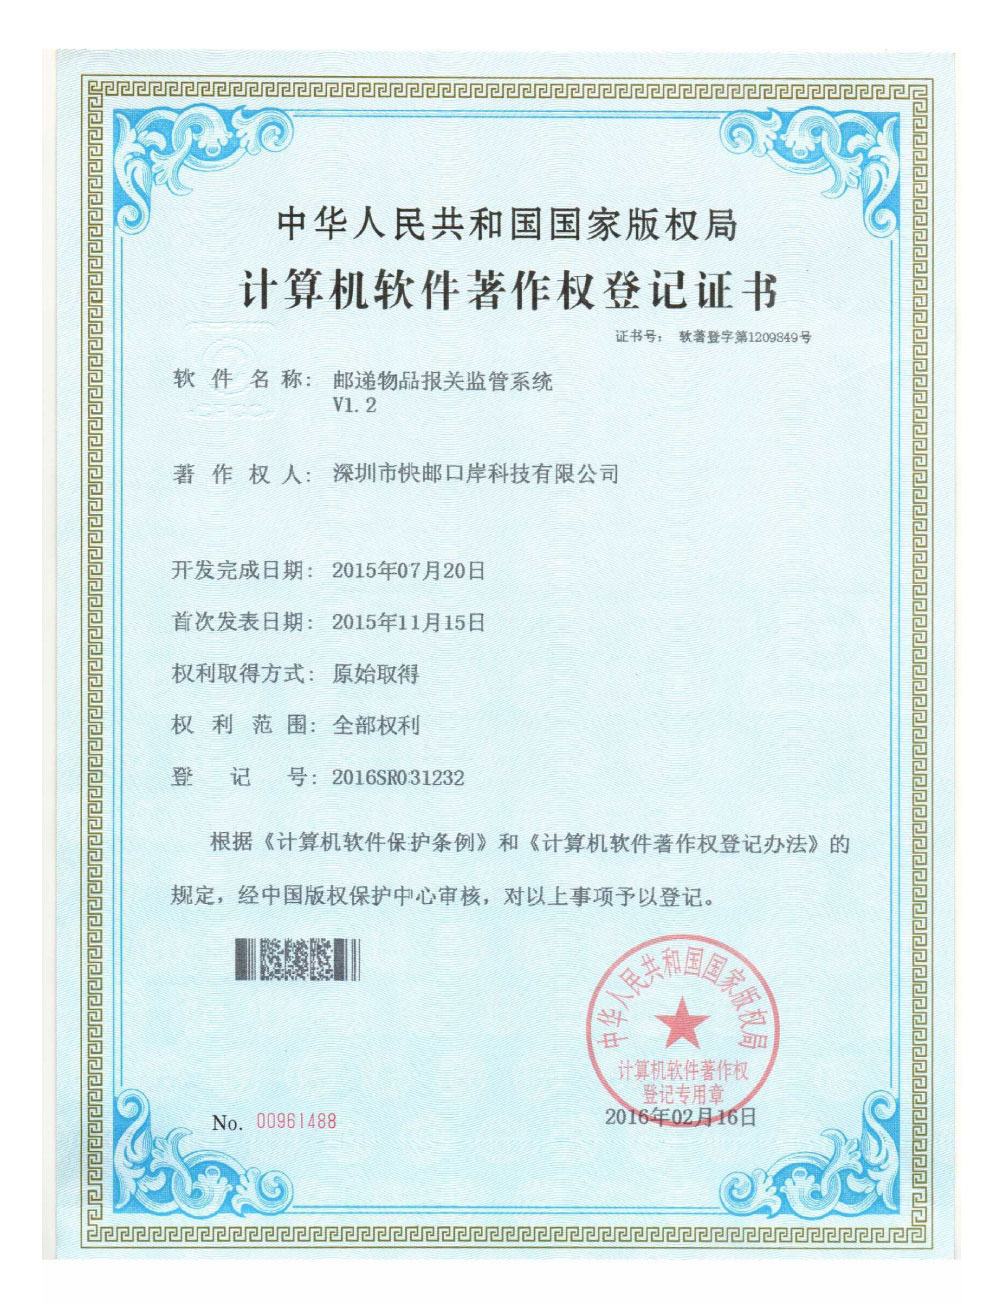 中华人民共和国国家版权局
计算机软件著作权登记证书
证书号： 软著登字第1209849号
软件名称： 邮递物品报关监管系统
V1.2
著作权人： 深圳市快邮口岸科技有限公司
开发完成日期： 2015年07月20日
首次发表日期： 2015年11月15日
权利取得方式： 原始取得
权利范围： 全部权利
登记号： 2016SR031232
根据《计算机软件保护条例》和《计算机软件著作权登记办法》的
规定，经中国版权保护中心审核，对以上事项予以登记。
中华人民共和国国家版权局
计算机软件著作权
登记专用章
No. 00961488
2016年02月16日